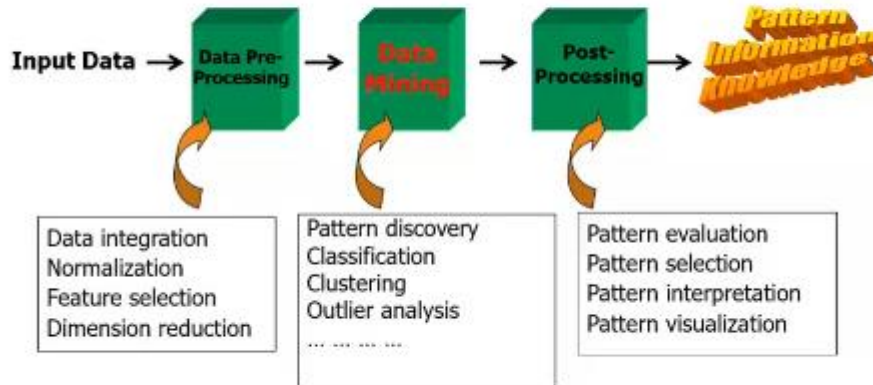 Input Data
Data Pre-
Processing
Data
Mining
Post-
Processing
Pattern
Information
Knowledge
Data integration
Normalization
Feature selection
Dimension reduction
Pattern discovery
Classification
Clustering
Outlier analysis
... ... ... ...
Pattern evaluation
Pattern selection
Pattern interpretation
Pattern visualization